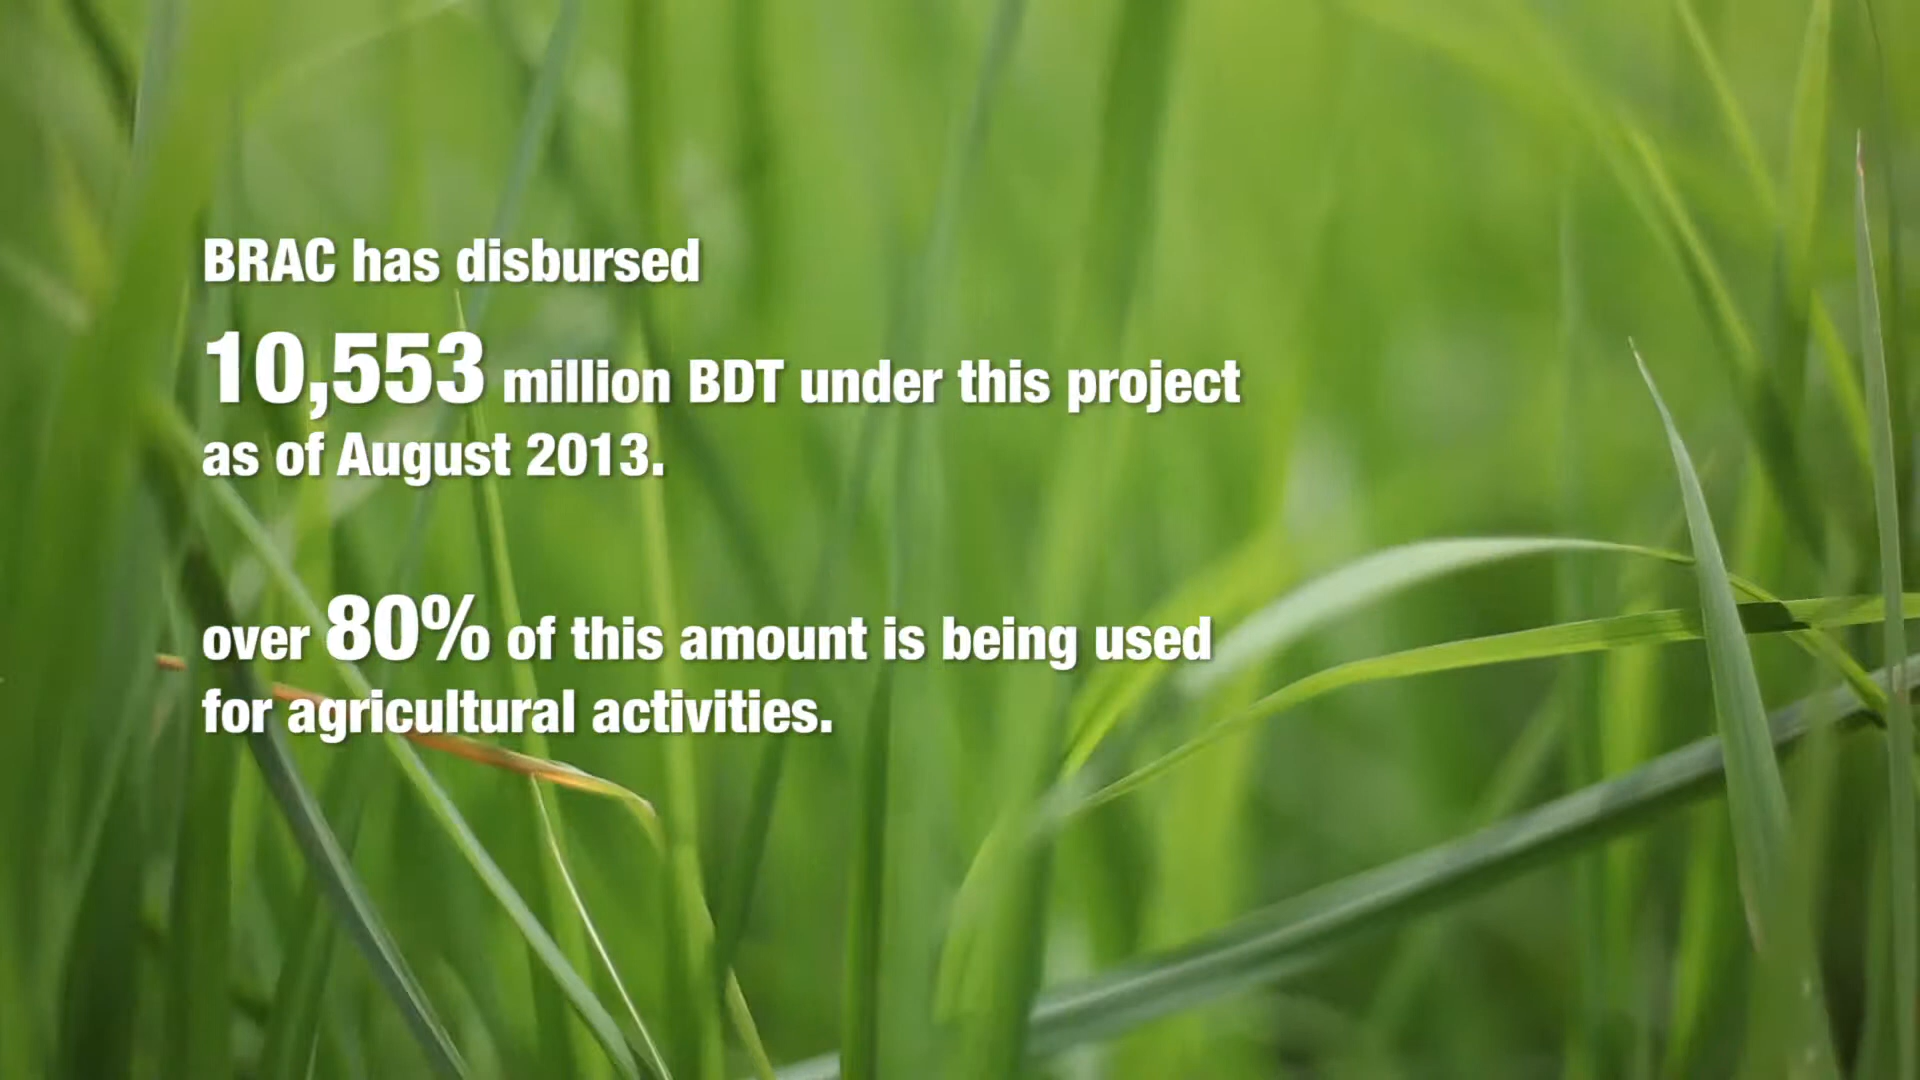 BRAC has disbursed
10,553 million BDT under this project
as of August 2013.
over 80% of this amount is being used
for agricultural activities.